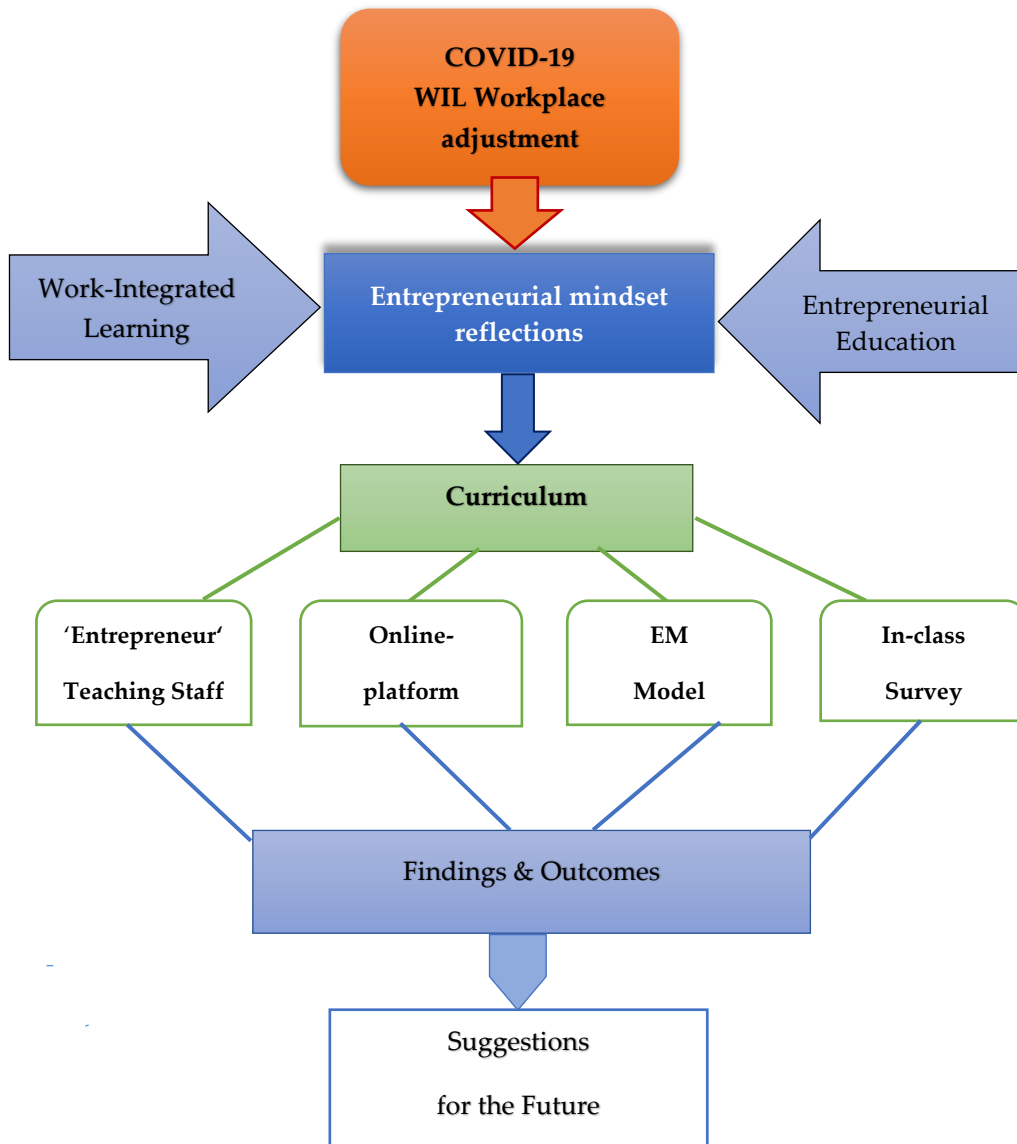 COVID-19
WIL Workplace
adjustment
Work-Integrated
Learning
Entrepreneurial mindset
reflections
Entrepreneurial
Education
Curriculum
‘Entrepreneur‘
Teaching Staff
Online-
platform
EM
Model
In-class
Survey
Findings & Outcomes
Suggestions
for the Future